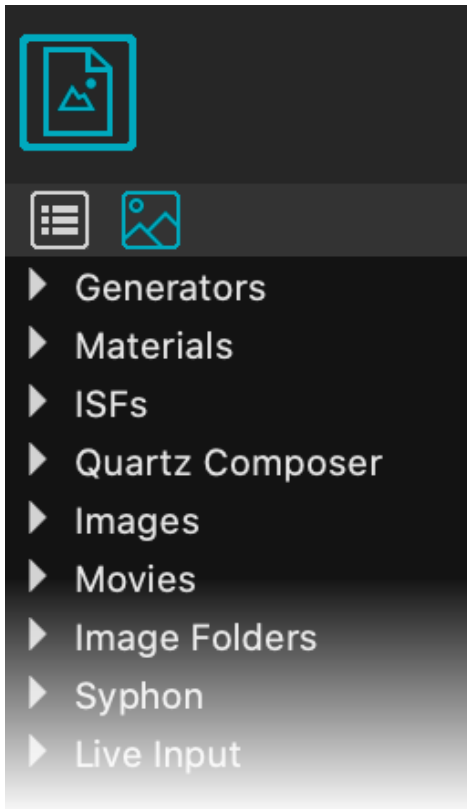 Generators
Materials
ISFs
Quartz Composer
Images
Movies
Image Folders
Syphon
Live Input